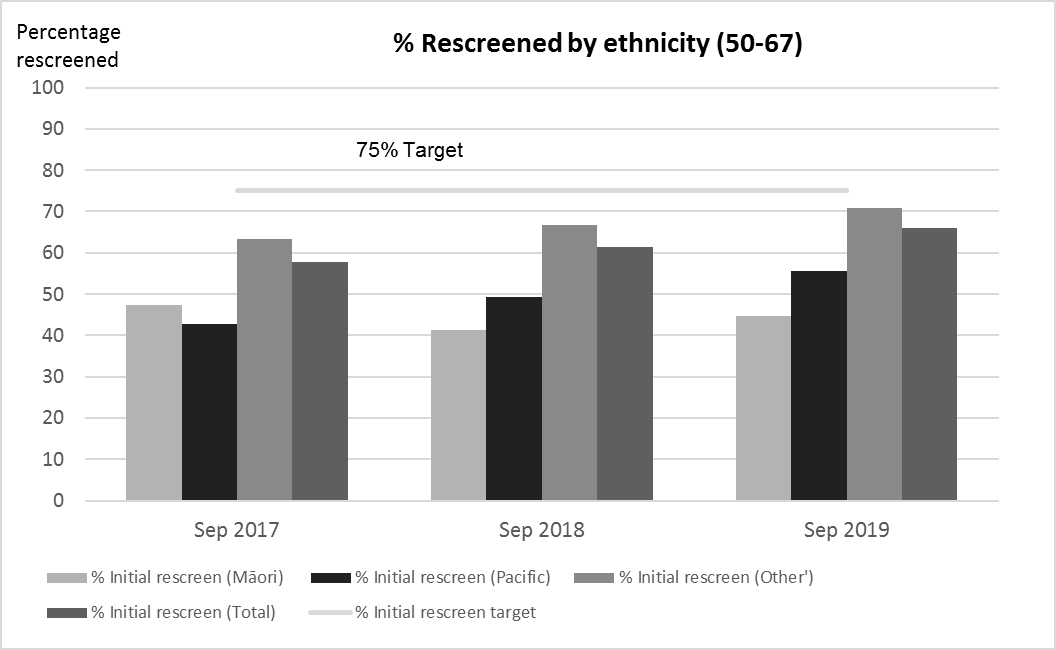 Percentage
rescreened
% Rescreened by ethnicity (50-67)
100
90
80
70
60
50
40
30
20
10
0
75% Target
Sep 2017
Sep 2018
Sep 2019
% Initial rescreen (Māori)
% Initial rescreen (Pacific)
% Initial rescreen (Other')
% Initial rescreen (Total)
% Initial rescreen target